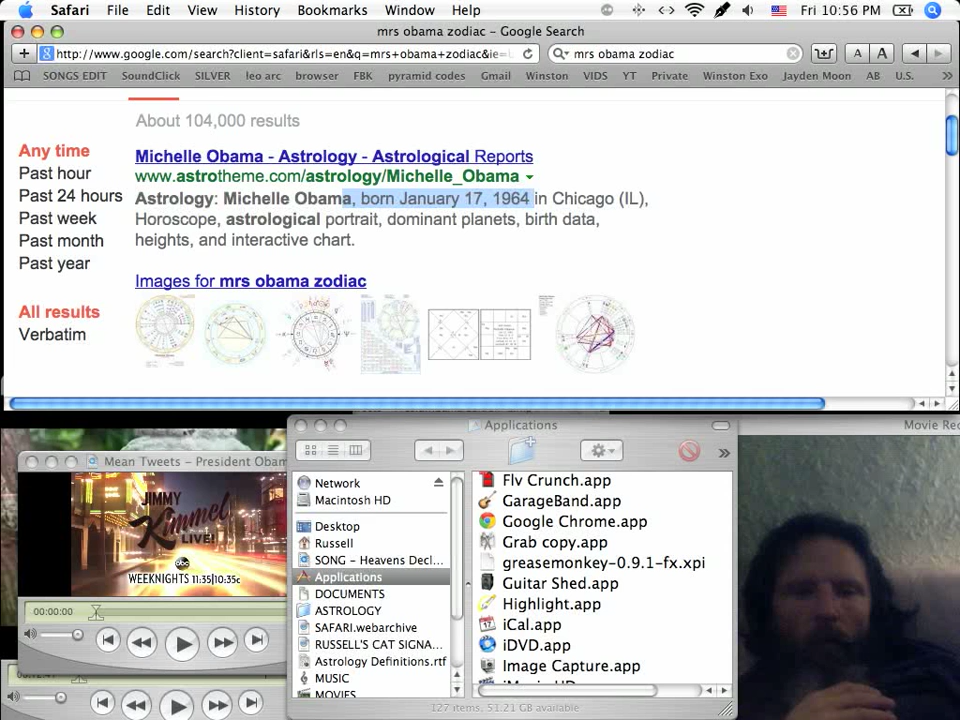 Safari File Edit View History Bookmarks Window Help Fri 10:56 PM
mrs obama zodiac – Google Search
http://www.google.com/search?client=safari&rls=en&q=mrs+obama+zodiac&ie= mrs obama zodiac A A
SONGS EDIT SoundClick SILVER leo arc browser FBK pyramid codes Gmail Winston VIDS YT Private Winston Exo Jayden Moon AB U.S. »
About 104,000 results
Any time
Past hour
Past 24 hours
Past week
Past month
Past year
All results
Verbatim
Michelle Obama - Astrology - Astrological Reports
www.astrotheme.com/astrology/Michelle_Obama
Astrology: Michelle Obama, born January 17, 1964 in Chicago (IL),
Horoscope, astrological portrait, dominant planets, birth data,
heights, and interactive chart.
Images for mrs obama zodiac
Mean Tweets – President Obam
JIMMY
Kimmel
LIVE!
abc
WEEKNIGHTS 11:35|10:35c
00:00:00
Applications
»
Network
Macintosh HD
Desktop
Russell
SONG – Heavens Decl...
Applications
DOCUMENTS
ASTROLOGY
SAFARI.webarchive
RUSSELL'S CAT SIGNA...
Astrology Definitions.rtf
MUSIC
MOVIES
Flv Crunch.app
GarageBand.app
Google Chrome.app
Grab copy.app
greasemonkey-0.9.1-fx.xpi
Guitar Shed.app
Highlight.app
iCal.app
iDVD.app
Image Capture.app
iMovie HD
127 items, 51.21 GB available
Movie Rec